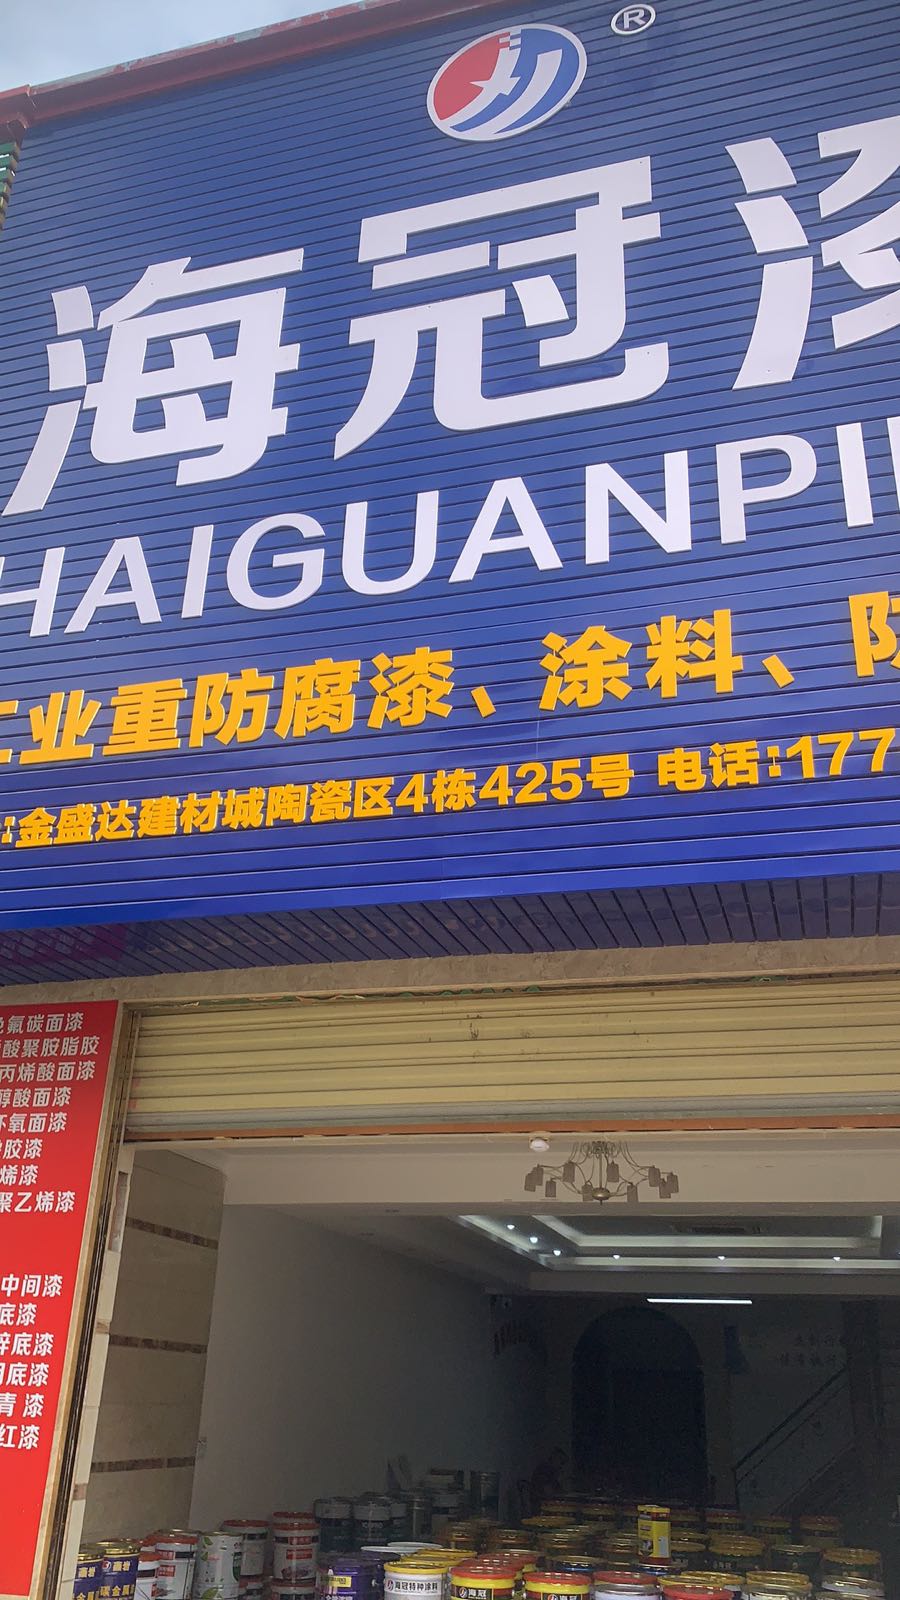 ®
海冠漆
HAIGUANPIN
工业重防腐漆、涂料、防
:金盛达建材城陶瓷区4栋425号 电话:177
氟碳面漆
酸聚胺脂胶
丙烯酸面漆
醇酸面漆
环氧面漆
胶漆
烯漆
聚乙烯漆
中间漆
底漆
锌底漆
底漆
青漆
红漆
海冠特种涂料
海冠